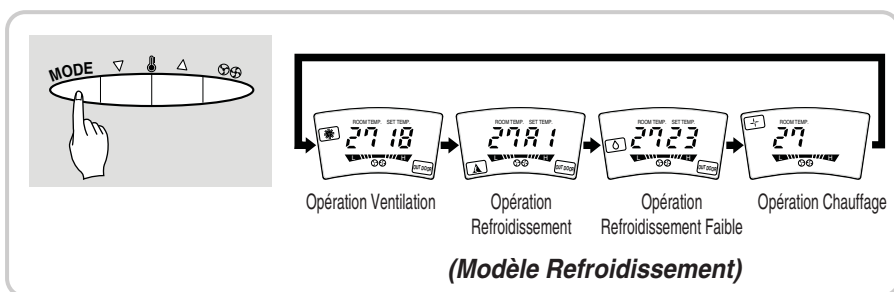 MODE
ROOM TEMP. SET TEMP.
27 18
L H
OUT DOOR
ROOM TEMP. SET TEMP.
27 A1
L H
OUT DOOR
ROOM TEMP. SET TEMP.
27 23
L H
OUT DOOR
ROOM TEMP. SET TEMP.
27
L H
Opération Ventilation
Opération
Refroidissement
Opération
Refroidissement Faible
Opération Chauffage
(Modèle Refroidissement)